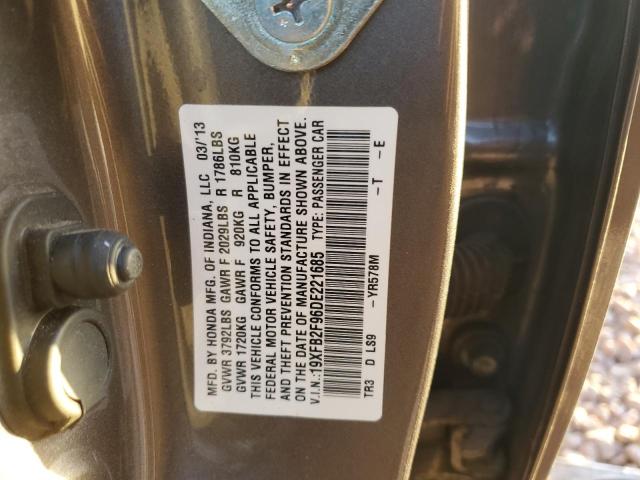 MFD. BY HONDA MFG. OF INDIANA, LLC 03/'13
GVWR 3792LBS GAWR F 2029LBS R 1786LBS
GVWR 1720KG GAWR F 920KG R 810KG
THIS VEHICLE CONFORMS TO ALL APPLICABLE
FEDERAL MOTOR VEHICLE SAFETY, BUMPER,
AND THEFT PREVENTION STANDARDS IN EFFECT
ON THE DATE OF MANUFACTURE SHOWN ABOVE.
V.I.N.:19XFB2F96DE221685 TYPE: PASSENGER CAR
—YR578M —T —E
TR3 D LS9